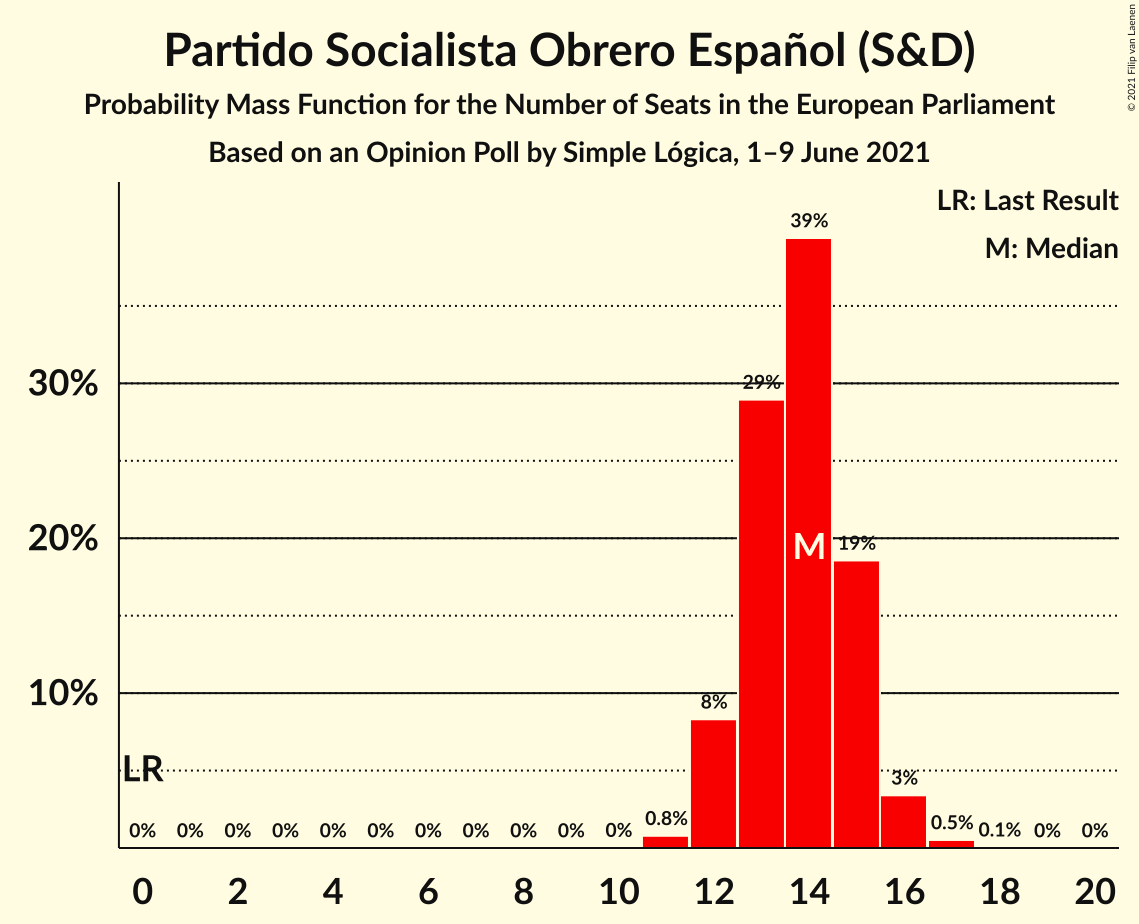 Partido Socialista Obrero Español (S&D)
Probability Mass Function for the Number of Seats in the European Parliament
Based on an Opinion Poll by Simple Lógica, 1–9 June 2021
© 2021 Filip van Laenen
LR: Last Result
M: Median
39%
30%
29%
20%
M
19%
10%
8%
LR
3%
0% 0% 0% 0% 0% 0% 0% 0% 0% 0% 0% 0.8% 0.5% 0.1% 0% 0%
0 2 4 6 8 10 12 14 16 18 20